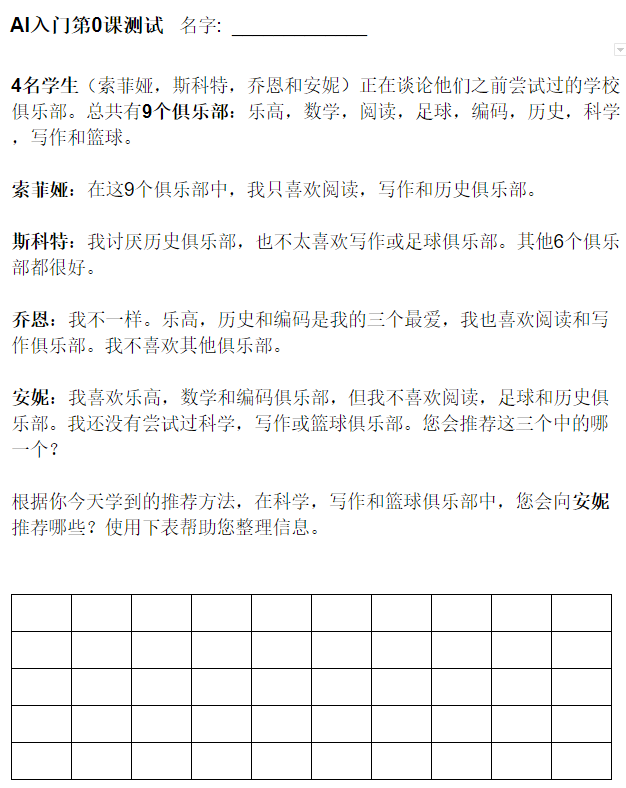 AI入门第0课测试 名字: ______________
4名学生（索菲娅，斯科特，乔恩和安妮）正在谈论他们之前尝试过的学校
俱乐部。总共有9个俱乐部：乐高，数学，阅读，足球，编码，历史，科学
，写作和篮球。
索菲娅：在这9个俱乐部中，我只喜欢阅读，写作和历史俱乐部。
斯科特：我讨厌历史俱乐部，也不太喜欢写作或足球俱乐部。其他6个俱乐
部都很好。
乔恩：我不一样。乐高，历史和编码是我的三个最爱，我也喜欢阅读和写
作俱乐部。我不喜欢其他俱乐部。
安妮：我喜欢乐高，数学和编码俱乐部，但我不喜欢阅读，足球和历史俱
乐部。我还没有尝试过科学，写作或篮球俱乐部。您会推荐这三个中的哪
一个？
根据你今天学到的推荐方法，在科学，写作和篮球俱乐部中，您会向安妮
推荐哪些？使用下表帮助您整理信息。